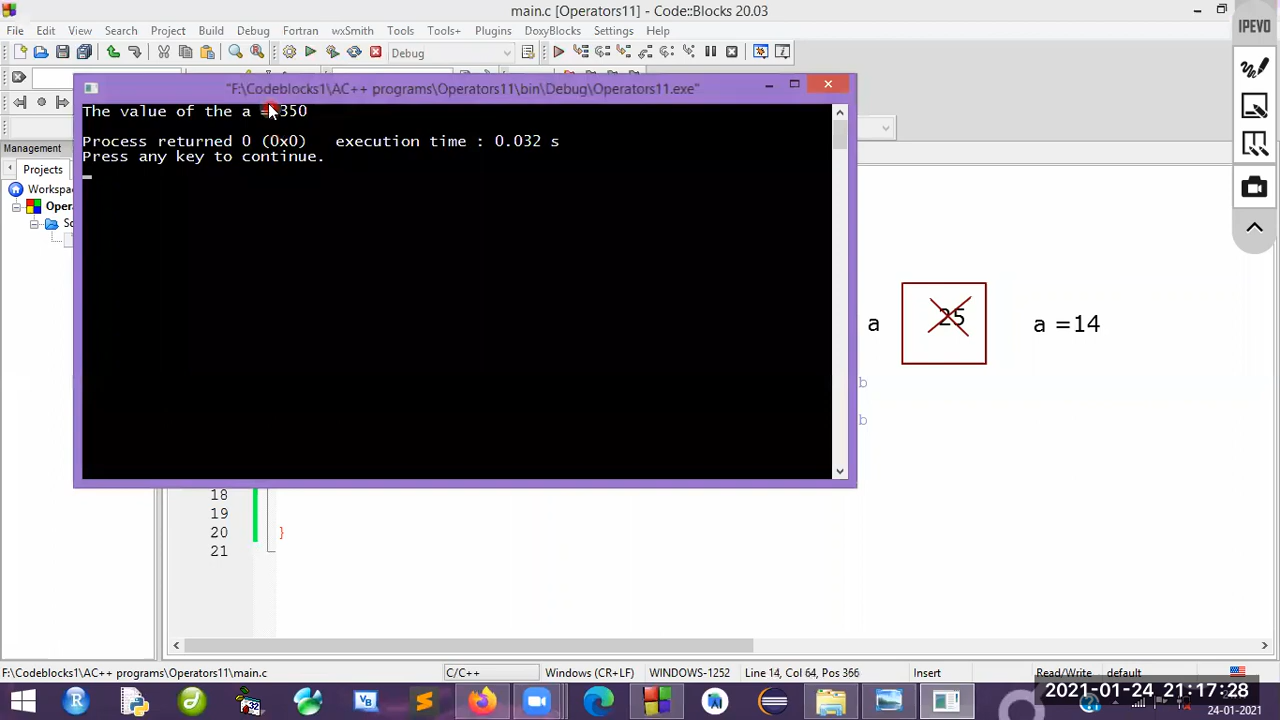 main.c [Operators11] - Code::Blocks 20.03
IPEVO
File Edit View Search Project Build Debug Fortran wxSmith Tools Tools+ Plugins DoxyBlocks Settings Help
Debug
"F:\Codeblocks1\AC++ programs\Operators11\bin\Debug\Operators11.exe"
The value of the a = 350
Process returned 0 (0x0) execution time : 0.032 s
Press any key to continue.
Management
Projects
Workspa
Opera
So
a 25 a =14
b
b
18
19
20 }
21
F:\Codeblocks1\AC++ programs\Operators11\main.c C/C++ Windows (CR+LF) WINDOWS-1252 Line 14, Col 64, Pos 366 Insert Read/Write default
2021-01-24 21:17:28
24-01-2021